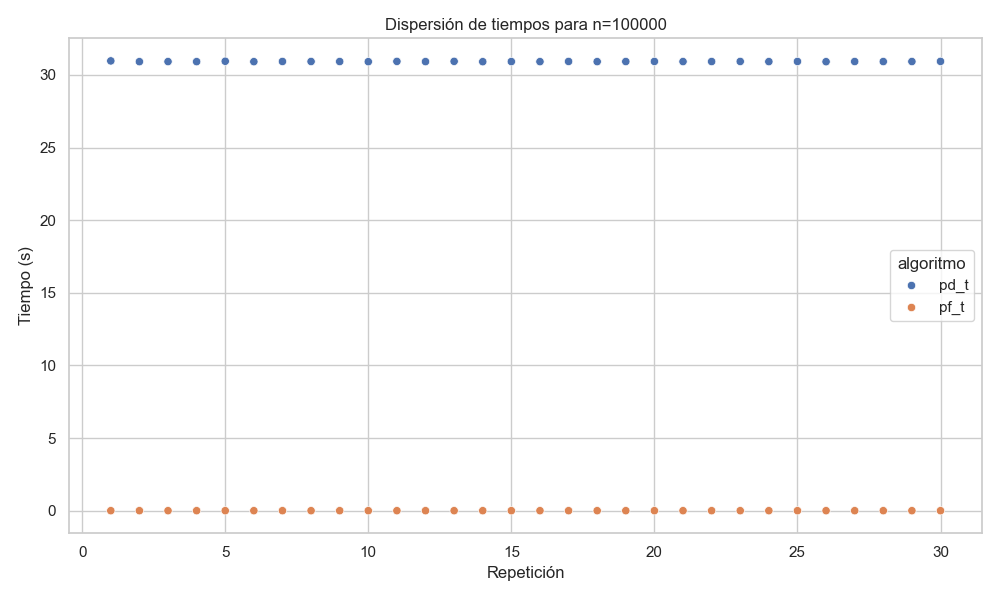 Dispersión de tiempos para n=100000
Tiempo (s)
30
25
20
15
10
5
0
algoritmo
pd_t
pf_t
0 5 10 15 20 25 30
Repetición